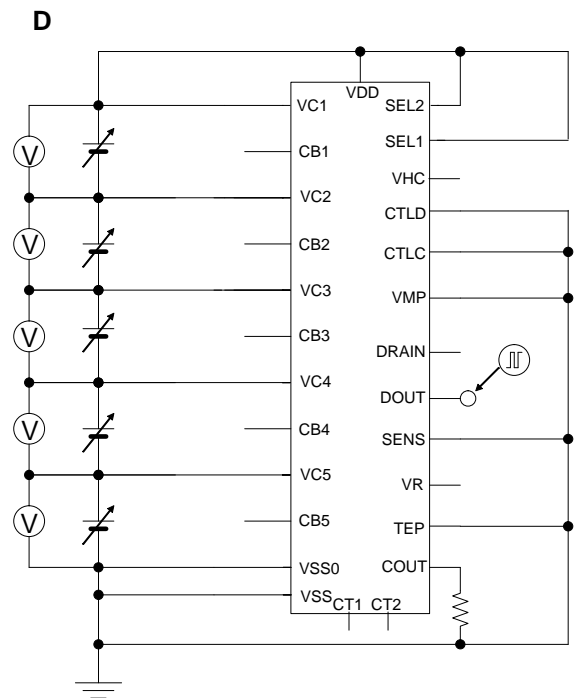 D
VDD
VC1
SEL2
SEL1
V
CB1
VHC
VC2
CTLD
V
CB2
CTLC
VC3
VMP
V
CB3
DRAIN
VC4
DOUT
V
CB4
SENS
VC5
VR
V
CB5
TEP
VSS0
COUT
VSS
CT1 CT2